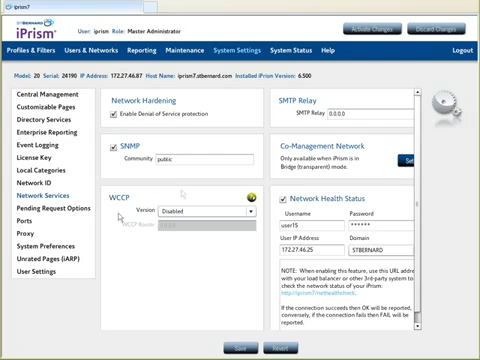 iprism7
STBERNARD
iPrism
User: iprism Role: Master Administrator
Activate Changes
Discard Changes
Profiles & Filters
Users & Networks
Reporting
Maintenance
System Settings
System Status
Help
Logout
Model: 20 Serial: 24190 IP Address: 172.27.46.87 Host Name: iprism7.stbernard.com Installed iPrism Version: 6.500
Central Management
Customizable Pages
Directory Services
Enterprise Reporting
Event Logging
License Key
Local Categories
Network ID
Network Services
Pending Request Options
Ports
Proxy
System Preferences
Unrated Pages (iARP)
User Settings
Network Hardening
Enable Denial of Service protection
SNMP
Community
public
WCCP
Version
Disabled
WCCP Router
SMTP Relay
SMTP Relay
0.0.0.0
Co-Management Network
Only available when iPrism is in
Bridge (transparent) mode.
Network Health Status
Username
Password
user15
******
User IP Address
Domain
172.27.46.25
STBERNARD
NOTE: When enabling this feature, use this URL addre
with your load balancer or other 3rd-party system to
check the network status of your iPrism:
http://iprism7/nethealthcheck.
If the connection succeeds then OK will be reported,
conversely, if the connection fails then FAIL will be
reported.
Save
Revert